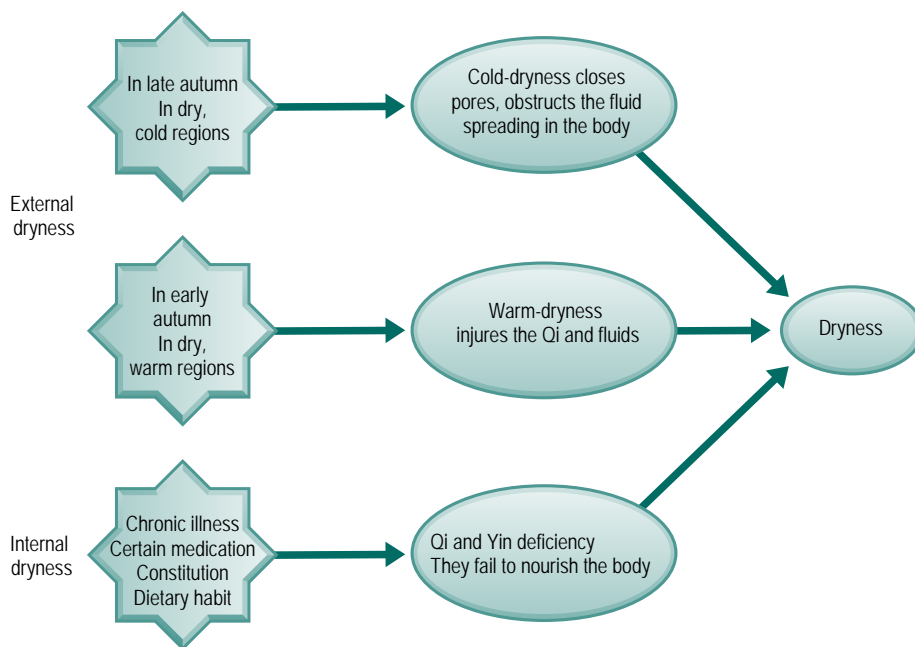 In late autumn
In dry,
cold regions
Cold-dryness closes
pores, obstructs the fluid
spreading in the body
External
dryness
In early
autumn
In dry,
warm regions
Warm-dryness
injures the Qi and fluids
Dryness
Internal
dryness
Chronic illness
Certain medication
Constitution
Dietary habit
Qi and Yin deficiency
They fail to nourish the body